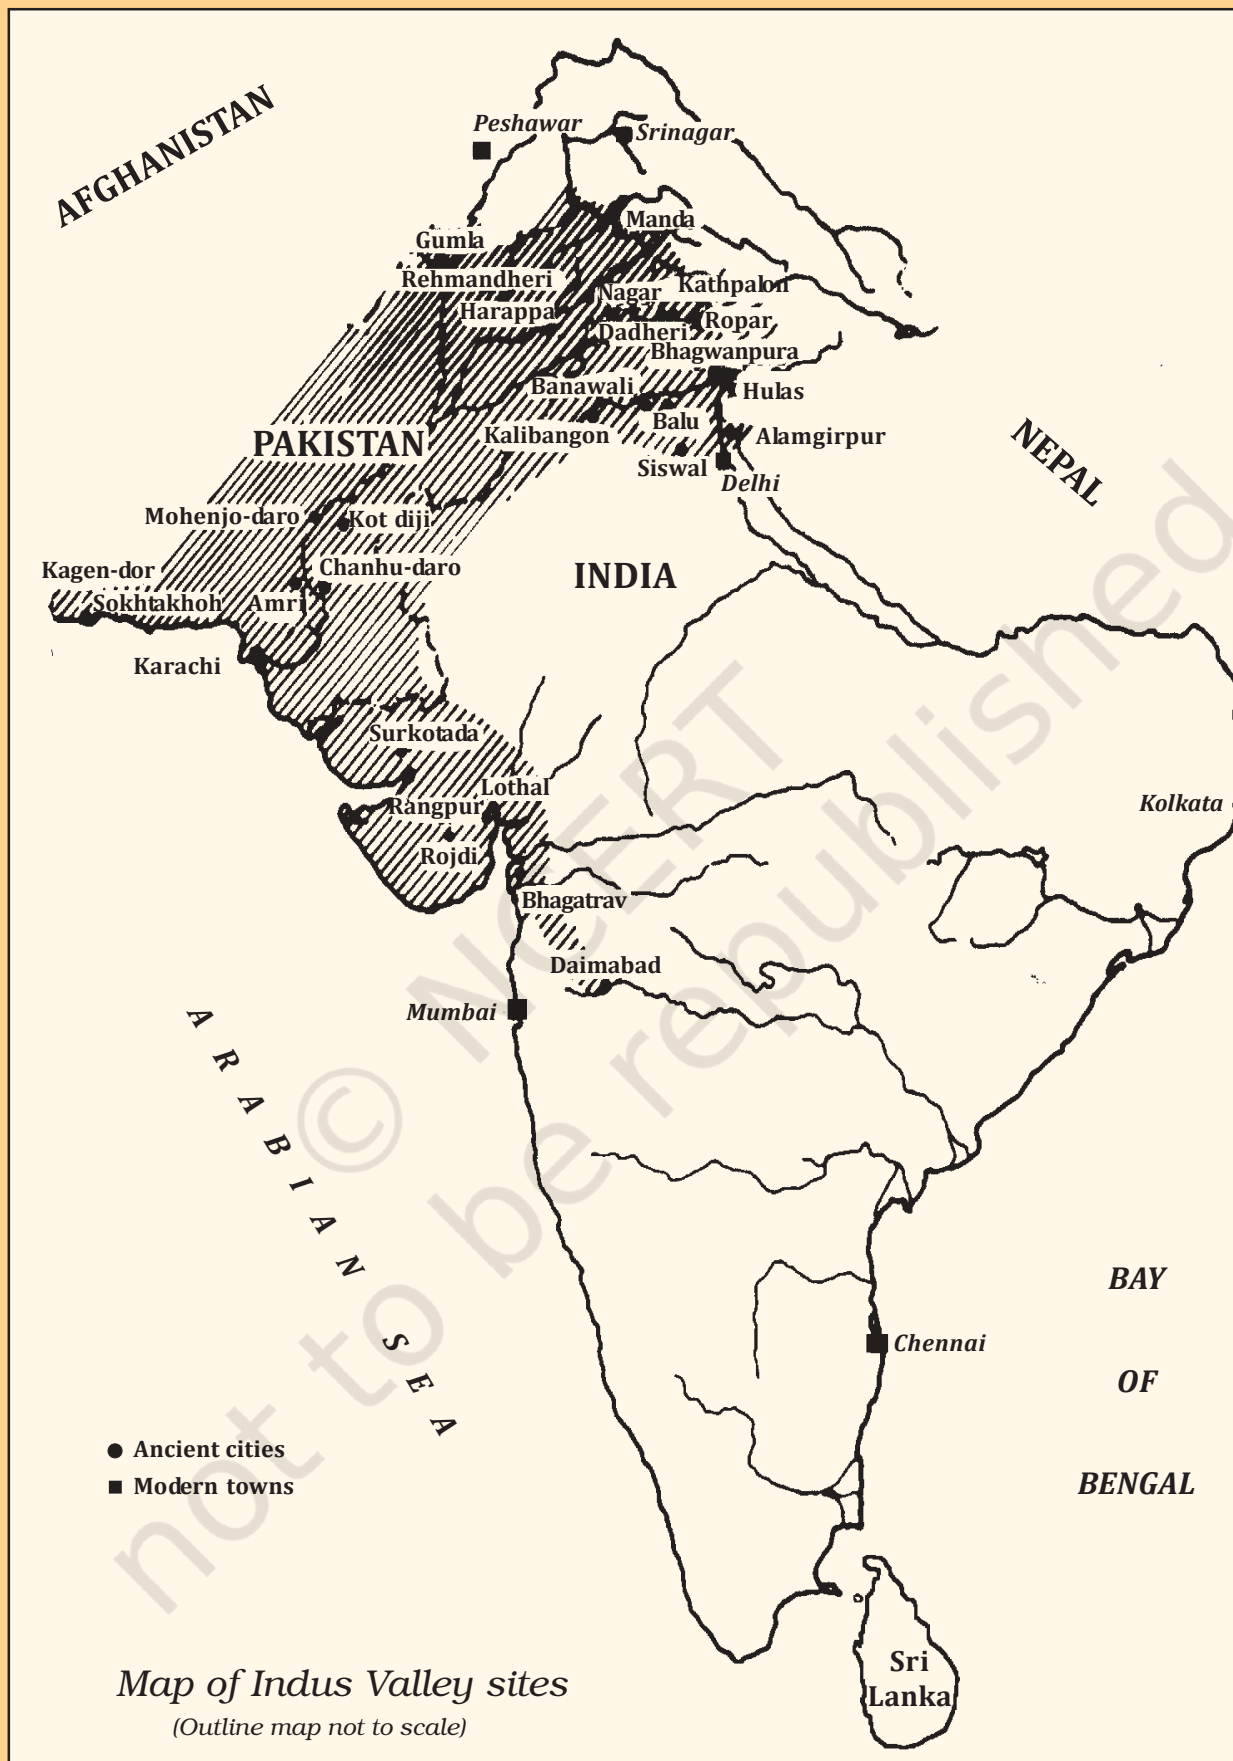 AFGHANISTAN
Peshawar
Srinagar
Manda
Gumla
Rehmandheri
Nagar
Kathpalon
Harappa
Dadheri
Ropar
Bhagwanpura
Banawali
Hulas
Balu
Kalibangon
Alamgirpur
PAKISTAN
Siswal
Delhi
NEPAL
Mohenjo-daro
Kot diji
Kagen-dor
Chanhu-daro
INDIA
Sokhtakhoh
Amri
Karachi
Surkotada
Lothal
Rangpur
Kolkata
Rojdi
Bhagatrav
Daimabad
Mumbai
ARABIAN SEA
BAY
OF
BENGAL
Chennai
Ancient cities
Modern towns
Sri
Lanka
Map of Indus Valley sites
(Outline map not to scale)
© NCERT
not to be republished